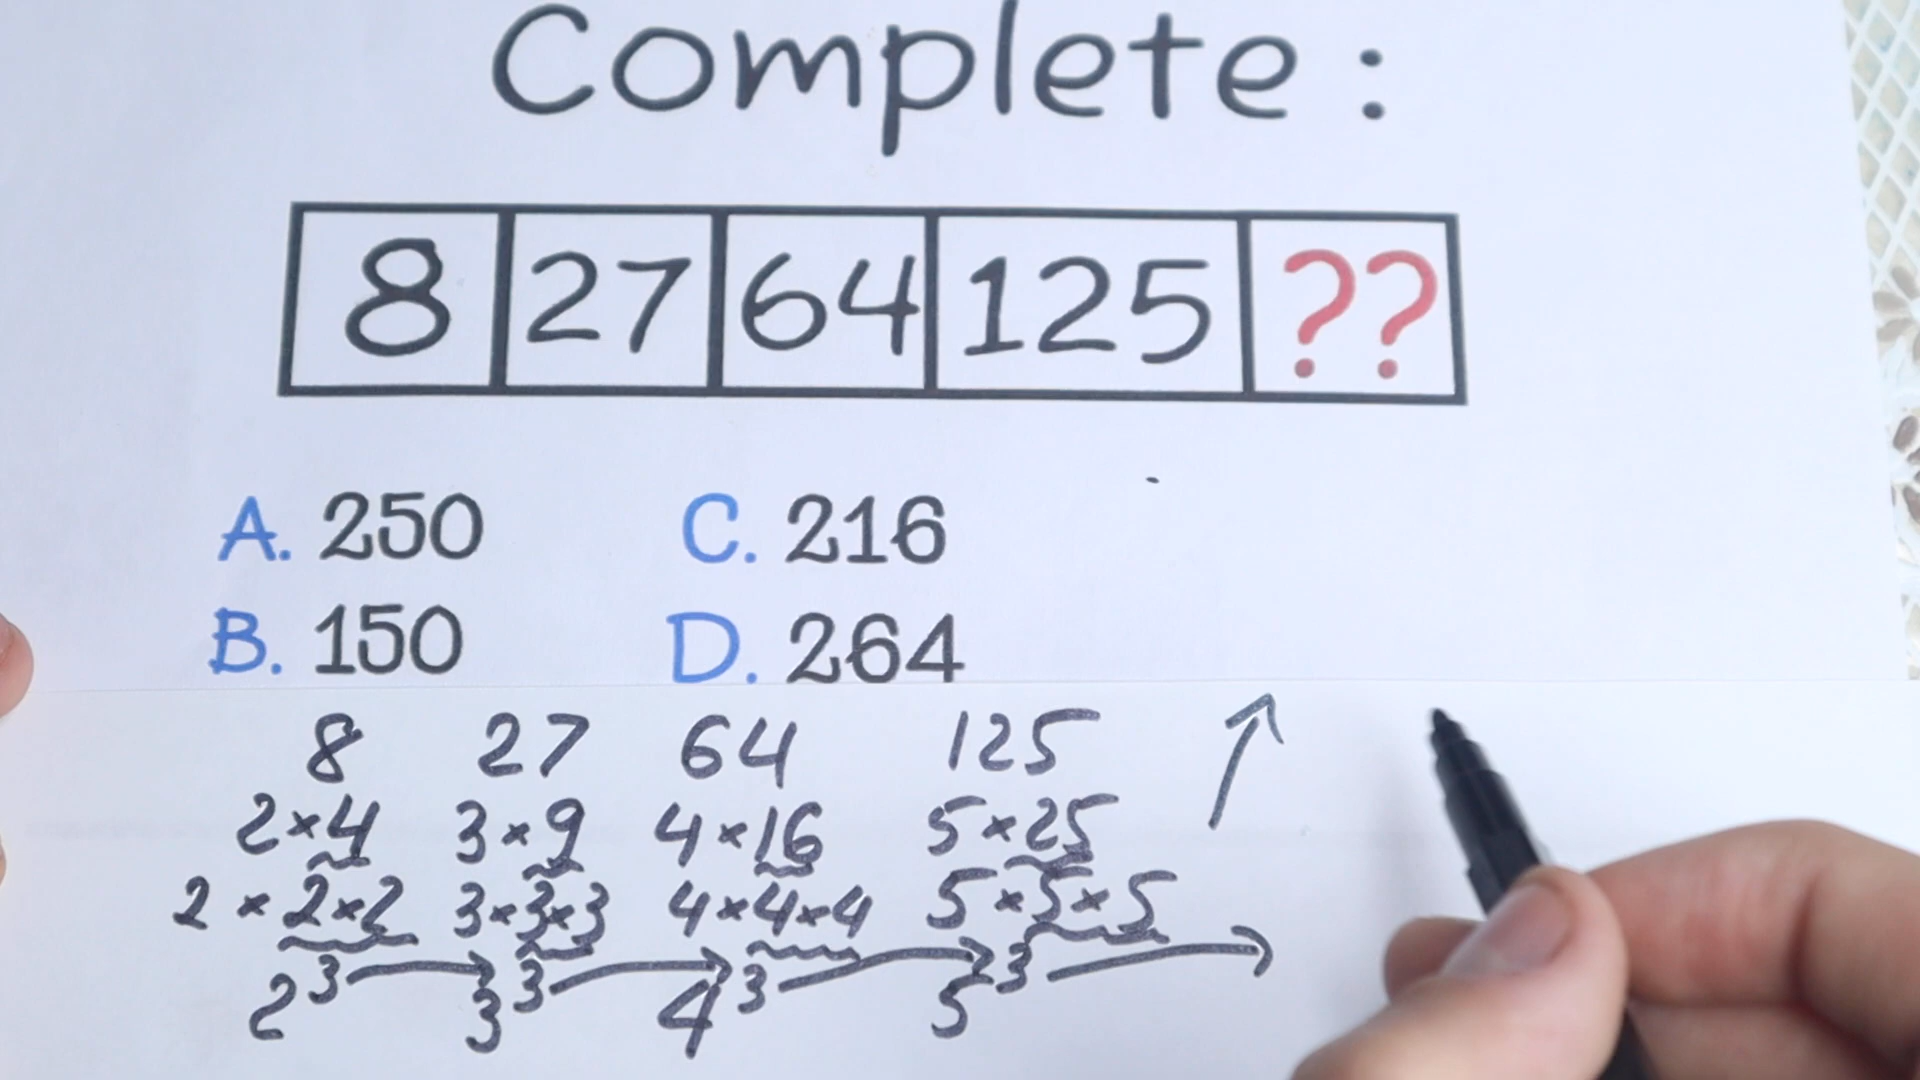 Complete :
8 27 64 125 ??
A. 250 C. 216
B. 150 D. 264
8 27 64 125
2×4 3×9 4×16 5×25
2×2×2 3×3×3 4×4×4 5×5×5
2³ 3³ 4³ 5³